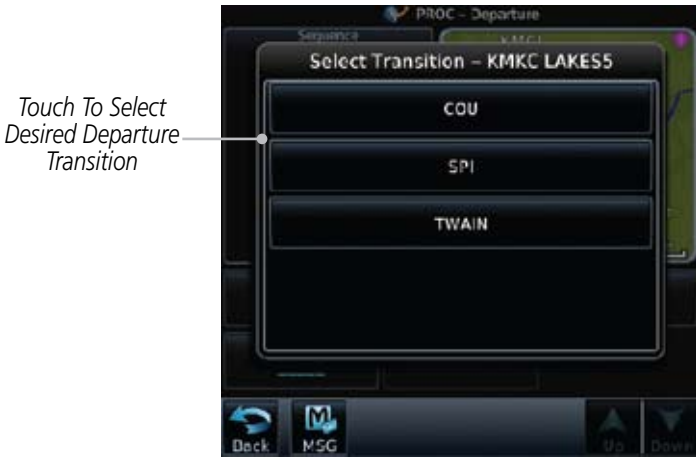 PROC – Departure
Sequence
Select Transition – KMKC LAKES5
Touch To Select
Desired Departure
Transition
COU
SPI
TWAIN
Back
MSG
Up
Down